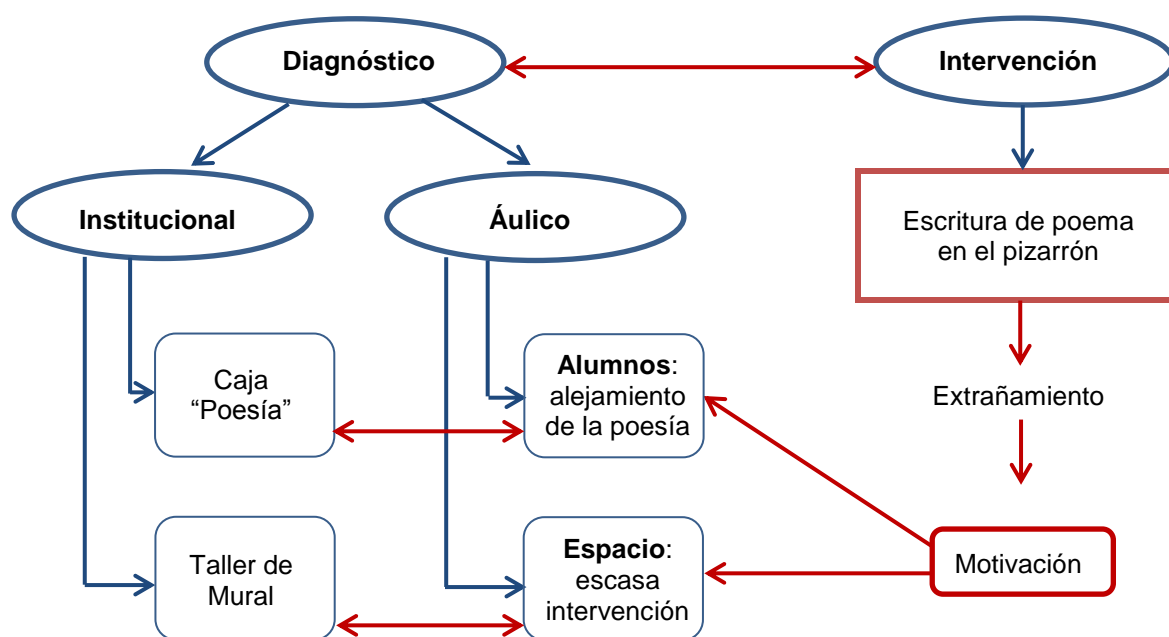 Diagnóstico
Intervención
Institucional
Áulico
Escritura de poema
en el pizarrón
Caja
“Poesía”
Alumnos:
alejamiento
de la poesía
Extrañamiento
Taller de
Mural
Espacio:
escasa
intervención
Motivación